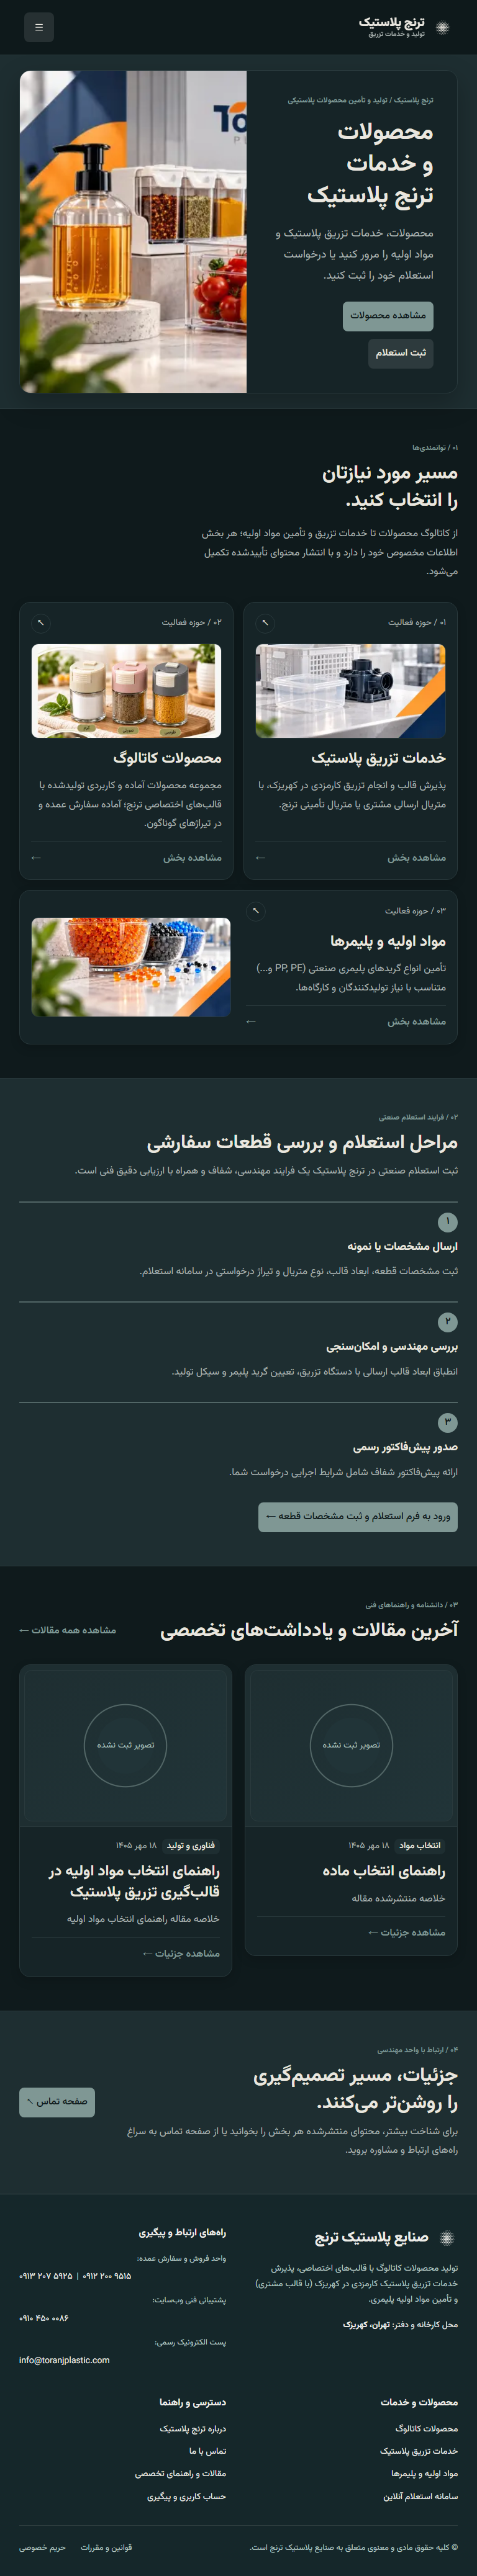 ترنج پلاستیک
تولید و خدمات تزریق
ترنج پلاستیک / تولید و تأمین محصولات پلاستیکی
محصولات
و خدمات
ترنج پلاستیک
محصولات، خدمات تزریق پلاستیک و
مواد اولیه را مرور کنید یا درخواست
استعلام خود را ثبت کنید.
مشاهده محصولات
ثبت استعلام
To
۰۱ / توانمندی‌ها
مسیر مورد نیازتان
را انتخاب کنید.
از کاتالوگ محصولات تا خدمات تزریق و تأمین مواد اولیه؛ هر بخش
اطلاعات مخصوص خود را دارد و با انتشار محتوای تأییدشده تکمیل
می‌شود.
۰۱ / حوزه فعالیت
خدمات تزریق پلاستیک
پذیرش قالب و انجام تزریق کارمزدی در کهریزک، با
متریال ارسالی مشتری یا متریال تأمینی ترنج.
مشاهده بخش ←
۰۲ / حوزه فعالیت
محصولات کاتالوگ
مجموعه محصولات آماده و کاربردی تولیدشده با
قالب‌های اختصاصی ترنج؛ آماده سفارش عمده و
در تیراژهای گوناگون.
مشاهده بخش ←
۰۳ / حوزه فعالیت
مواد اولیه و پلیمرها
تأمین انواع گریدهای پلیمری صنعتی (PP, PE و...)
متناسب با نیاز تولیدکنندگان و کارگاه‌ها.
مشاهده بخش ←
۰۲ / فرایند استعلام صنعتی
مراحل استعلام و بررسی قطعات سفارشی
ثبت استعلام صنعتی در ترنج پلاستیک یک فرایند مهندسی، شفاف و همراه با ارزیابی دقیق فنی است.
۱
ارسال مشخصات یا نمونه
ثبت مشخصات قطعه، ابعاد قالب، نوع متریال و تیراژ درخواستی در سامانه استعلام.
۲
بررسی مهندسی و امکان‌سنجی
انطباق ابعاد قالب ارسالی با دستگاه تزریق، تعیین گرید پلیمر و سیکل تولید.
۳
صدور پیش‌فاکتور رسمی
ارائه پیش‌فاکتور شفاف شامل شرایط اجرایی درخواست شما.
ورود به فرم استعلام و ثبت مشخصات قطعه ←
۰۳ / دانشنامه و راهنماهای فنی
آخرین مقالات و یادداشت‌های تخصصی
مشاهده همه مقالات ←
تصویر ثبت نشده
انتخاب مواد ۱۸ مهر ۱۴۰۵
راهنمای انتخاب ماده
خلاصه منتشرشده مقاله
مشاهده جزئیات ←
تصویر ثبت نشده
فناوری و تولید ۱۸ مهر ۱۴۰۵
راهنمای انتخاب مواد اولیه در
قالب‌گیری تزریق پلاستیک
خلاصه مقاله راهنمای انتخاب مواد اولیه
مشاهده جزئیات ←
۰۴ / ارتباط با واحد مهندسی
جزئیات، مسیر تصمیم‌گیری
را روشن‌تر می‌کنند.
برای شناخت بیشتر، محتوای منتشرشده هر بخش را بخوانید یا از صفحه تماس به سراغ
راه‌های ارتباط و مشاوره بروید.
صفحه تماس ↖
صنایع پلاستیک ترنج
تولید محصولات کاتالوگ با قالب‌های اختصاصی، پذیرش
خدمات تزریق پلاستیک کارمزدی در کهریزک (با قالب مشتری)
و تأمین مواد اولیه پلیمری.
محل کارخانه و دفتر: تهران، کهریزک
راه‌های ارتباط و پیگیری
واحد فروش و سفارش عمده:
۰۹۱۲ ۲۰۰ ۹۵۱۵ | ۰۹۱۳ ۲۰۷ ۵۹۲۵
پشتیبانی فنی وب‌سایت:
۰۹۱۰ ۴۵۰ ۰۰۸۶
پست الکترونیک رسمی:
info@toranjplastic.com
محصولات و خدمات
محصولات کاتالوگ
خدمات تزریق پلاستیک
مواد اولیه و پلیمرها
سامانه استعلام آنلاین
دسترسی و راهنما
درباره ترنج پلاستیک
تماس با ما
مقالات و راهنمای تخصصی
حساب کاربری و پیگیری
© کلیه حقوق مادی و معنوی متعلق به صنایع پلاستیک ترنج است.
قوانین و مقررات
حریم خصوصی